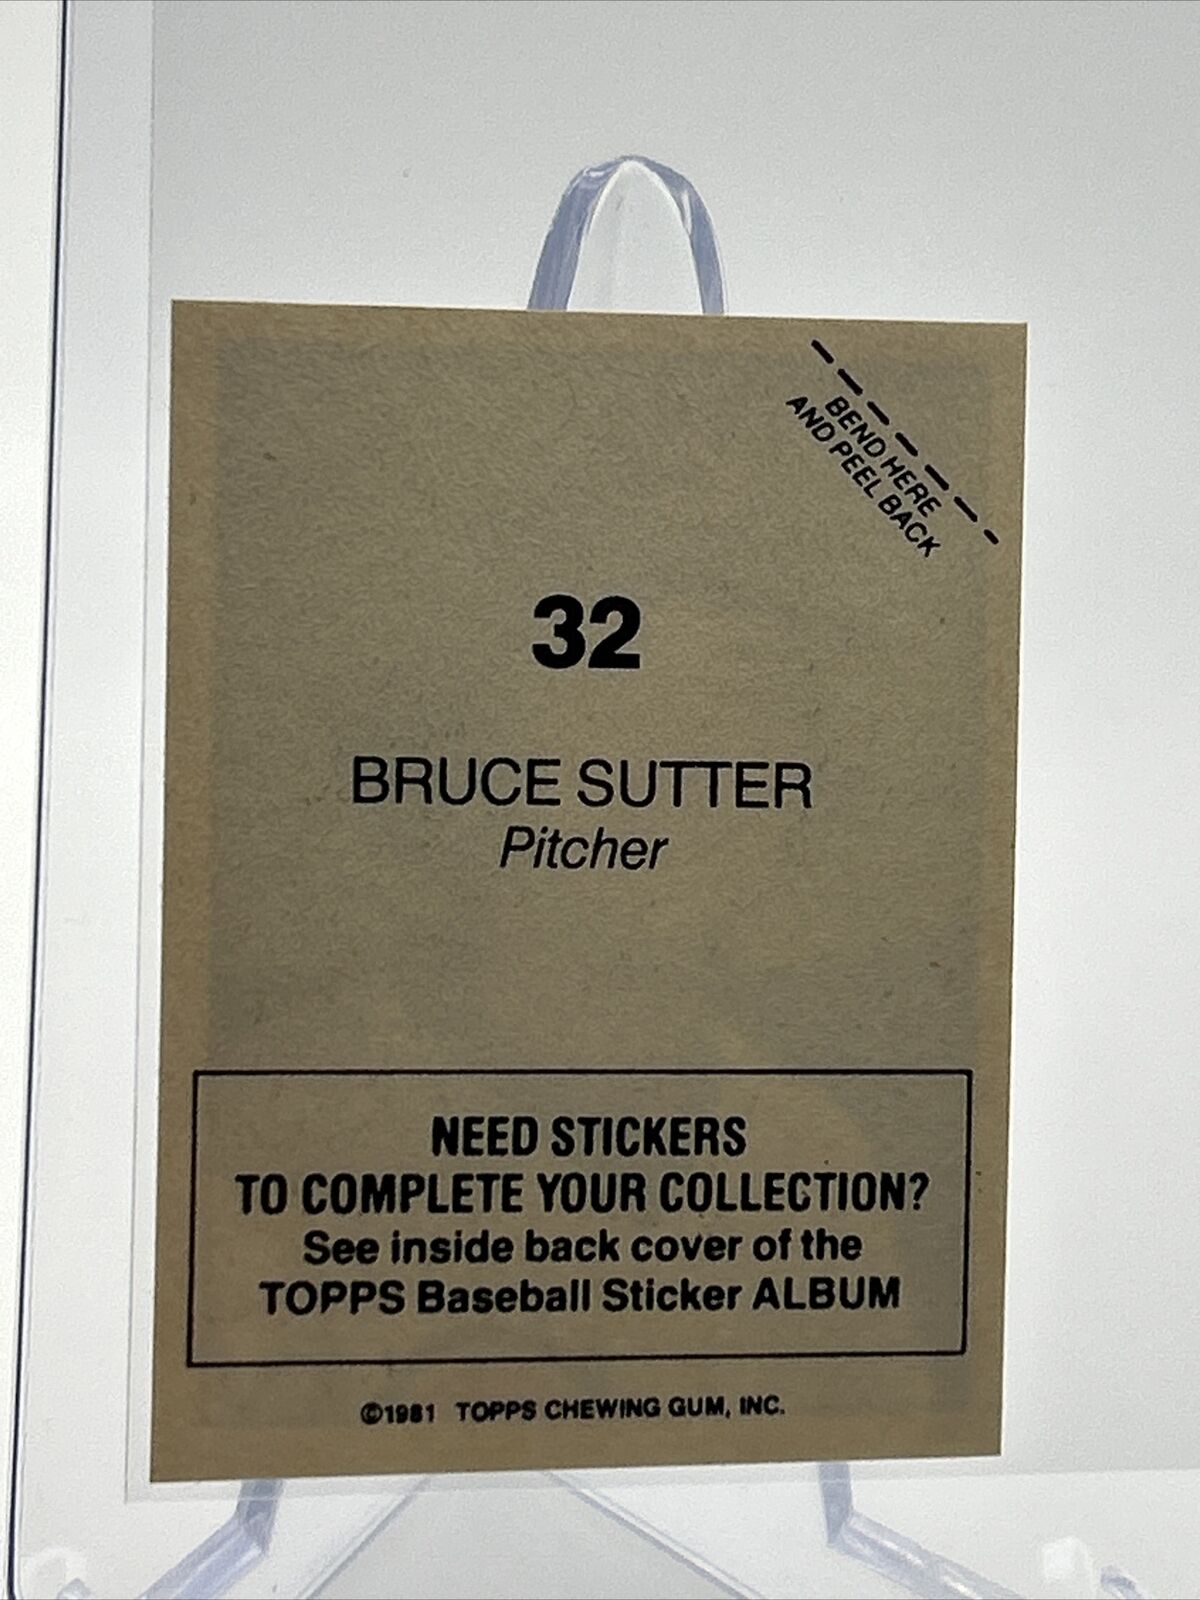 BEND HERE
AND PEEL BACK
32
BRUCE SUTTER
Pitcher
NEED STICKERS
TO COMPLETE YOUR COLLECTION?
See inside back cover of the
TOPPS Baseball Sticker ALBUM
©1981 TOPPS CHEWING GUM, INC.